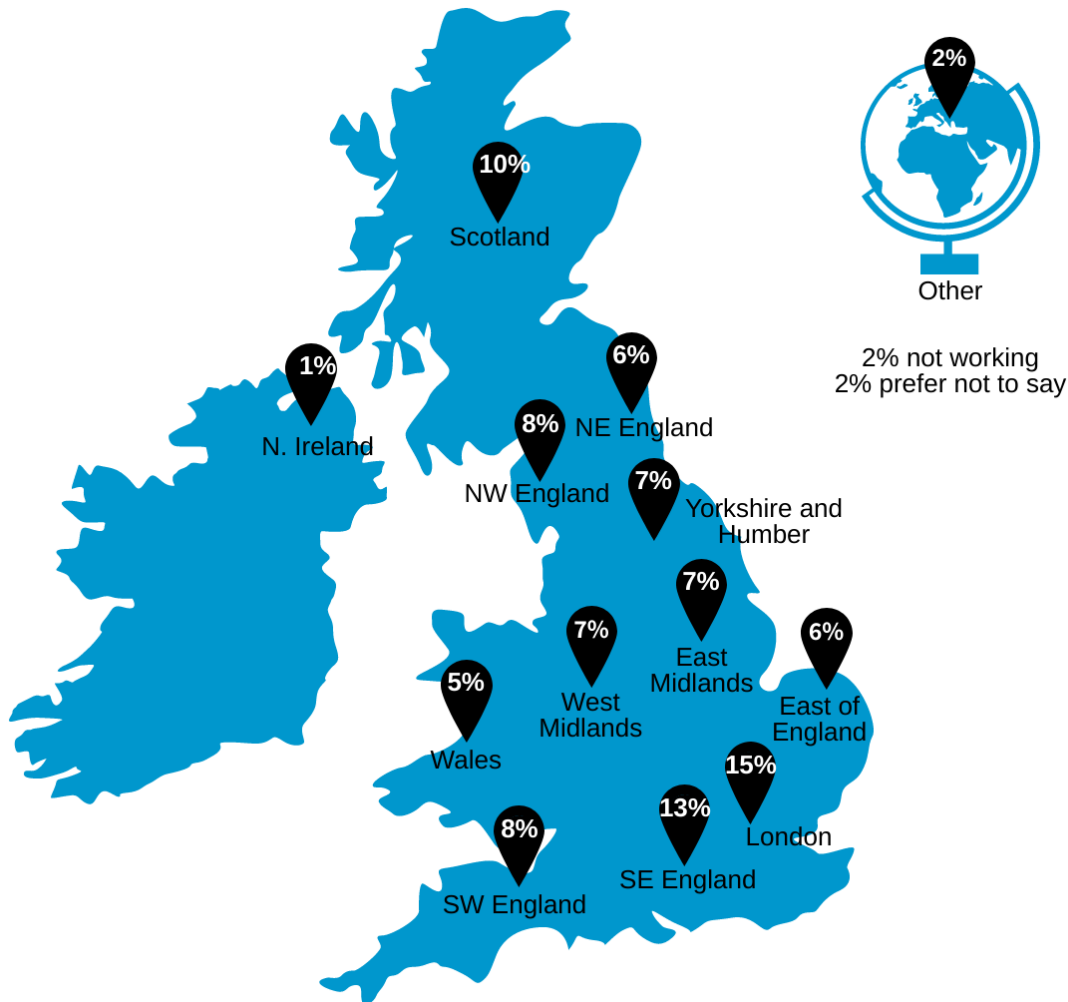 2%
Other
2% not working
2% prefer not to say
10%
Scotland
1%
N. Ireland
6%
NE England
8%
NW England
7%
Yorkshire and
Humber
7%
East
Midlands
7%
West
Midlands
6%
East of
England
5%
Wales
15%
London
13%
SE England
8%
SW England